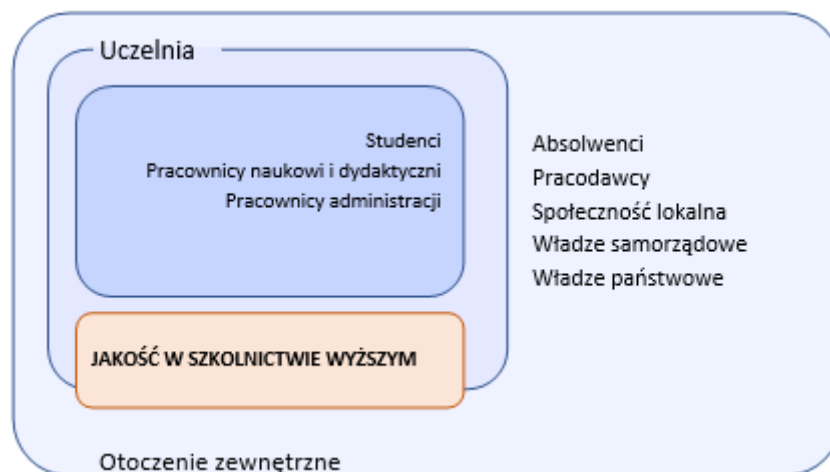 Uczelnia
Studenci
Pracownicy naukowi i dydaktyczni
Pracownicy administracji
Absolwenci
Pracodawcy
Społeczność lokalna
Władze samorządowe
Władze państwowe
JAKOŚĆ W SZKOLNICTWIE WYŻSZYM
Otoczenie zewnętrzne